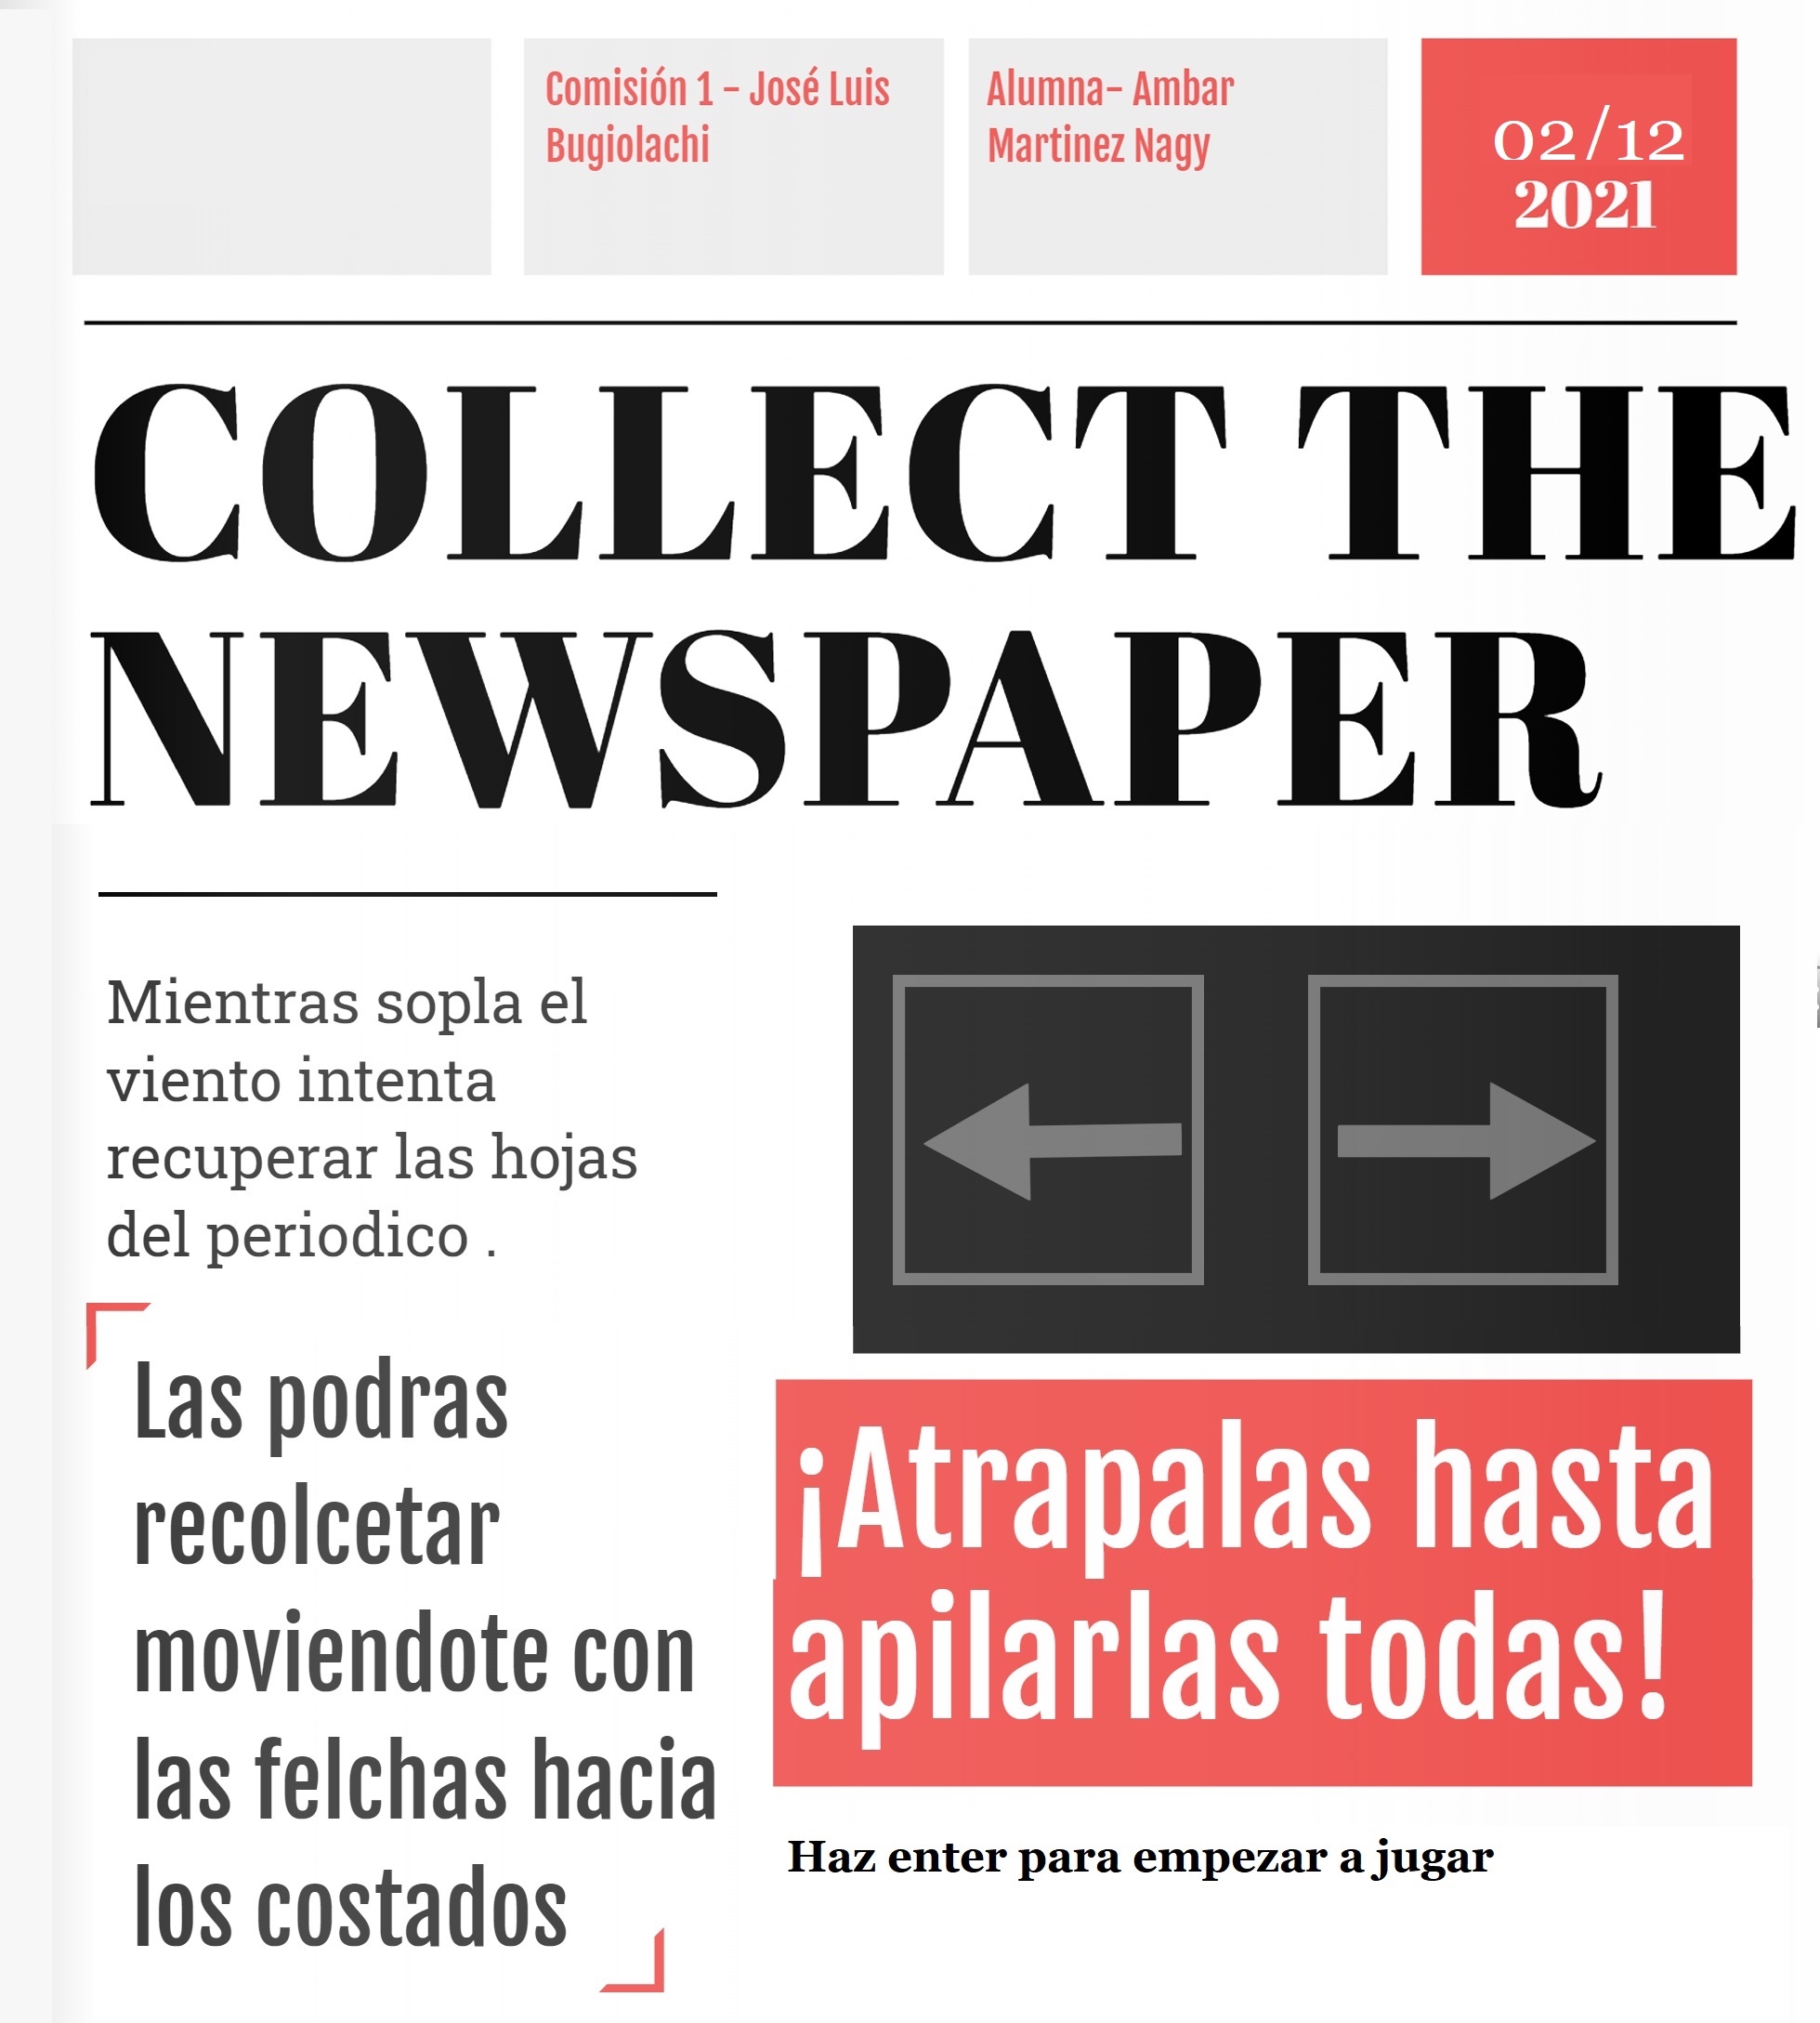 Comisión 1 - José Luis
Bugiolachi
Alumna- Ambar
Martinez Nagy
02/12
2021
COLLECT THE
NEWSPAPER
Mientras sopla el
viento intenta
recuperar las hojas
del periodico .
Las podras
recolcetar
moviendote con
las felchas hacia
los costados
¡Atrapalas hasta
apilarlas todas!
Haz enter para empezar a jugar